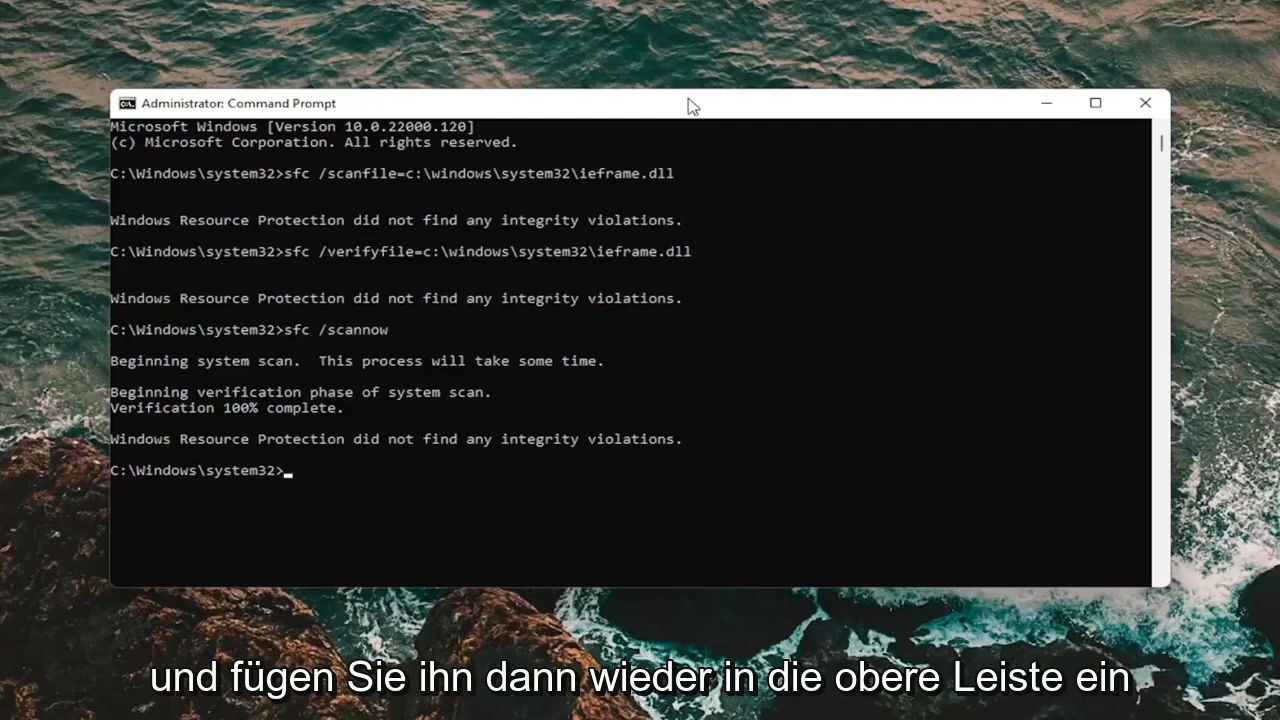 Administrator: Command Prompt
Microsoft Windows [Version 10.0.22000.120]
(c) Microsoft Corporation. All rights reserved.
C:\Windows\system32>sfc /scanfile=c:\windows\system32\ieframe.dll
Windows Resource Protection did not find any integrity violations.
C:\Windows\system32>sfc /verifyfile=c:\windows\system32\ieframe.dll
Windows Resource Protection did not find any integrity violations.
C:\Windows\system32>sfc /scannow
Beginning system scan.  This process will take some time.
Beginning verification phase of system scan.
Verification 100% complete.
Windows Resource Protection did not find any integrity violations.
C:\Windows\system32>
und fügen Sie ihn dann wieder in die obere Leiste ein